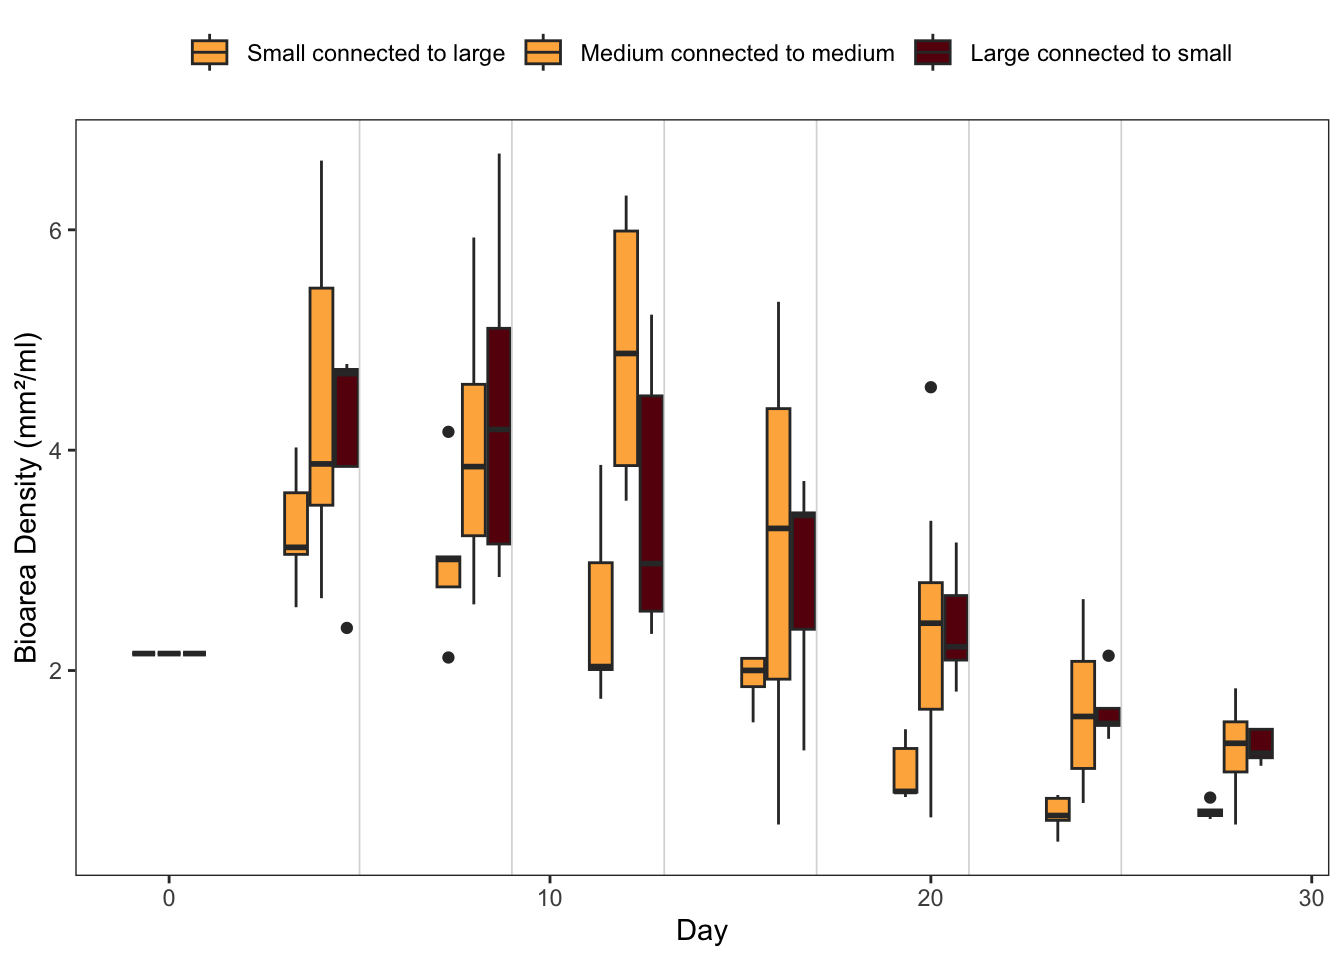 Small connected to large Medium connected to medium Large connected to small
6
4
2
Bioarea Density (mm²/ml)
0 10 20 30
Day